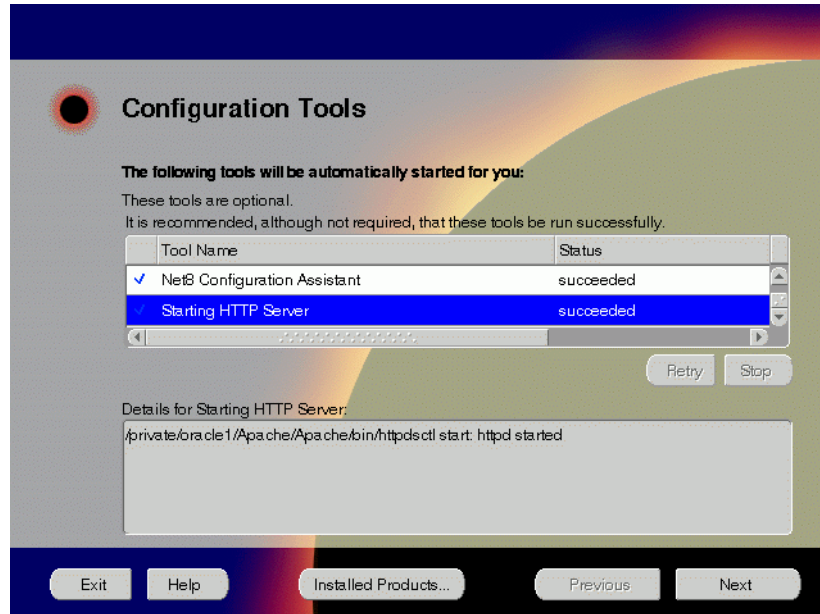 Configuration Tools
The following tools will be automatically started for you:
These tools are optional.
It is recommended, although not required, that these tools be run successfully.
Tool Name Status
Net8 Configuration Assistant succeeded
Starting HTTP Server succeeded
Retry Stop
Details for Starting HTTP Server:
/private/oracle1/Apache/Apache/bin/httpdsctl start: httpd started
Exit Help Installed Products... Previous Next